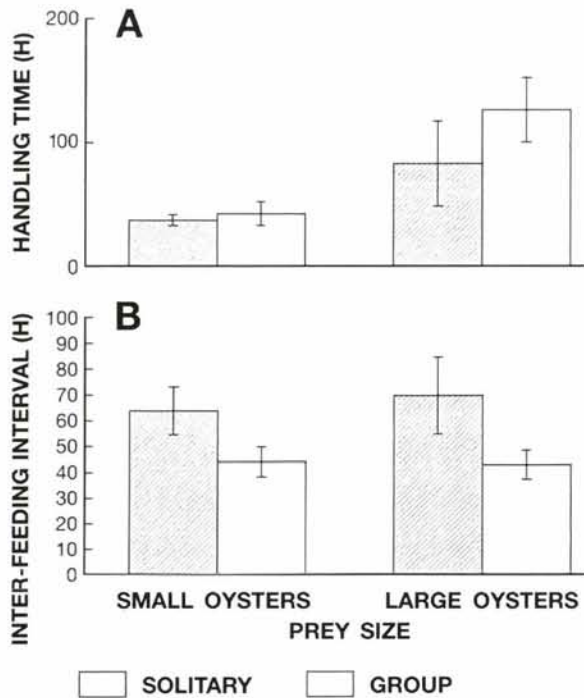 A
HANDLING TIME (H)
200
100
0
B
INTER-FEEDING INTERVAL (H)
100
90
80
70
60
50
40
30
20
10
0
SMALL OYSTERS LARGE OYSTERS
PREY SIZE
SOLITARY GROUP